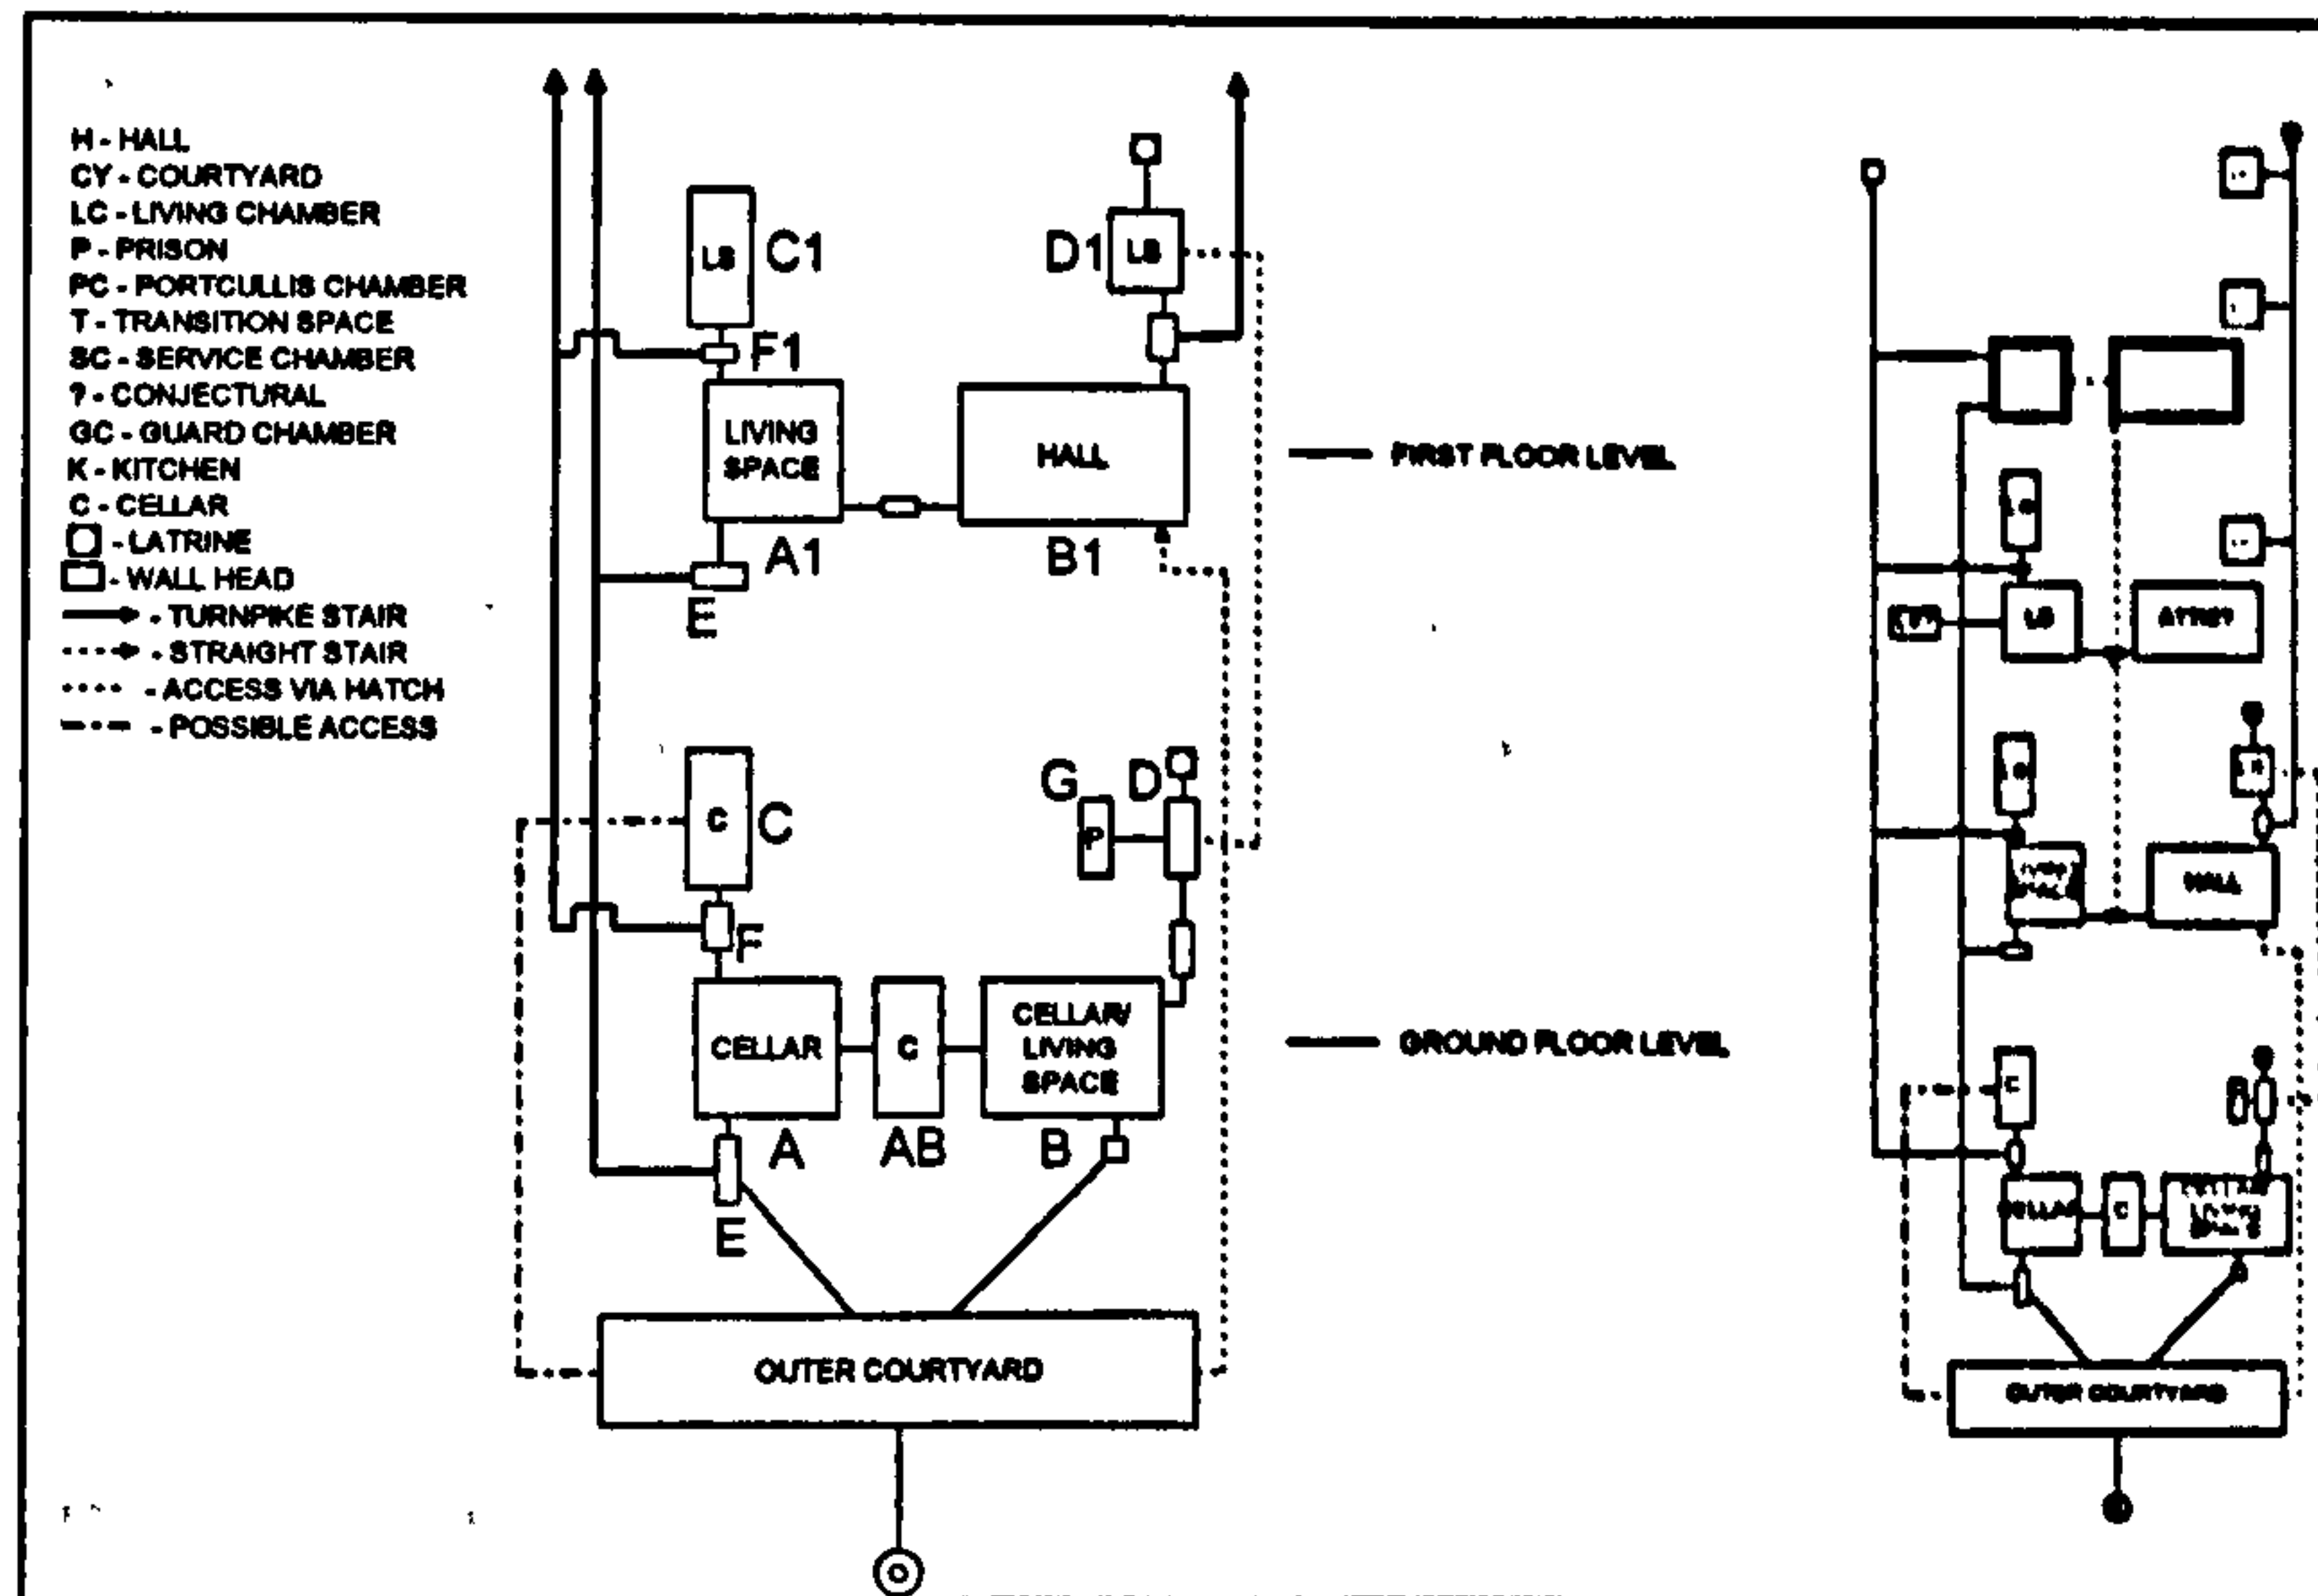 H - HALL
CY - COURTYARD
LC - LIVING CHAMBER
P - PRISON
PC - PORTCULLIS CHAMBER
T - TRANSITION SPACE
SC - SERVICE CHAMBER
? - CONJECTURAL
GC - GUARD CHAMBER
K - KITCHEN
C - CELLAR
- LATRINE
- WALL HEAD
- TURNPIKE STAIR
- STRAIGHT STAIR
- ACCESS VIA HATCH
- POSSIBLE ACCESS
LS
C1
D1
LS
F1
LIVING
SPACE
HALL
A1
B1
E
FIRST FLOOR LEVEL
C
C
G
D
P
F
CELLAR
C
CELLAR/
LIVING
SPACE
A
AB
B
E
GROUND FLOOR LEVEL
OUTER COURTYARD
LS
HALL
C
CELLAR
C
OUTER COURTYARD